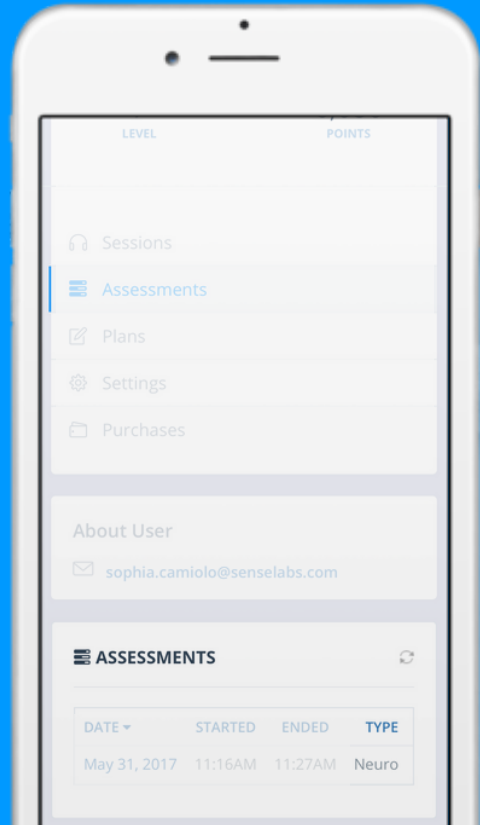 LEVEL POINTS
Sessions
Assessments
Plans
Settings
Purchases
About User
sophia.camiolo@senselabs.com
ASSESSMENTS
DATE STARTED ENDED TYPE
May 31, 2017 11:16AM 11:27AM Neuro